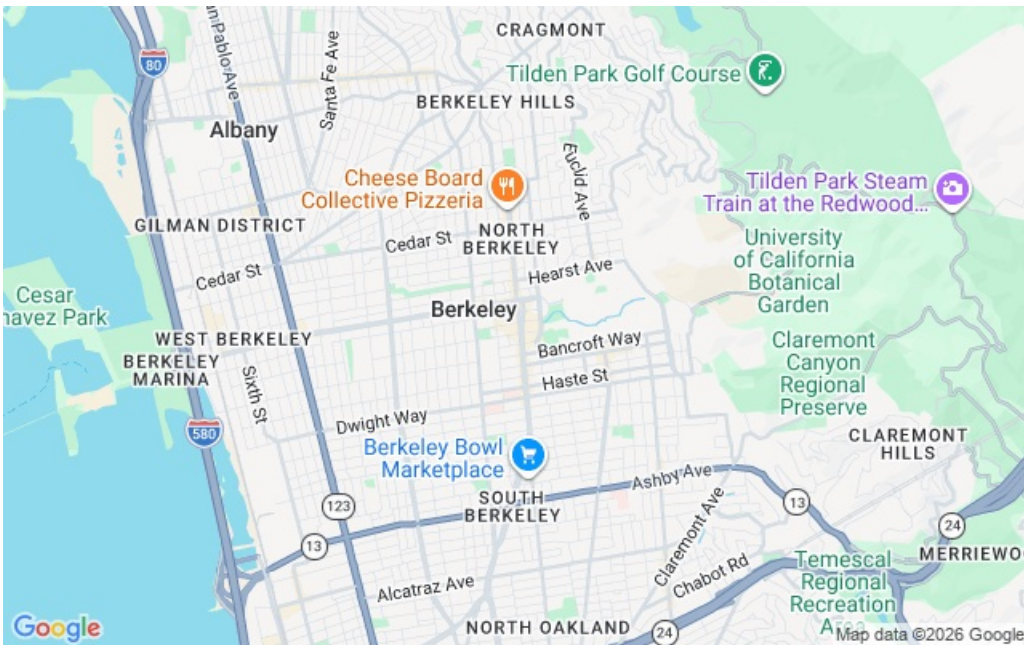 CRAGMONT
80
Pablo Ave
Santa Fe Ave
Tilden Park Golf Course
BERKELEY HILLS
Albany
Euclid Ave
Cheese Board
Collective Pizzeria
Tilden Park Steam
Train at the Redwood...
GILMAN DISTRICT
NORTH
BERKELEY
Cedar St
Cedar St
University
of California
Botanical
Garden
Hearst Ave
Cesar
havez Park
Berkeley
WEST BERKELEY
BERKELEY
MARINA
Bancroft Way
Claremont
Canyon
Regional
Preserve
Sixth St
Haste St
Dwight Way
580
CLAREMONT
HILLS
Berkeley Bowl
Marketplace
Ashby Ave
SOUTH
BERKELEY
123
13
13
24
Claremont Ave
MERRIEWO
Chabot Rd
Temescal
Regional
Recreation
Area
Alcatraz Ave
NORTH OAKLAND
24
Google
Map data ©2026 Google